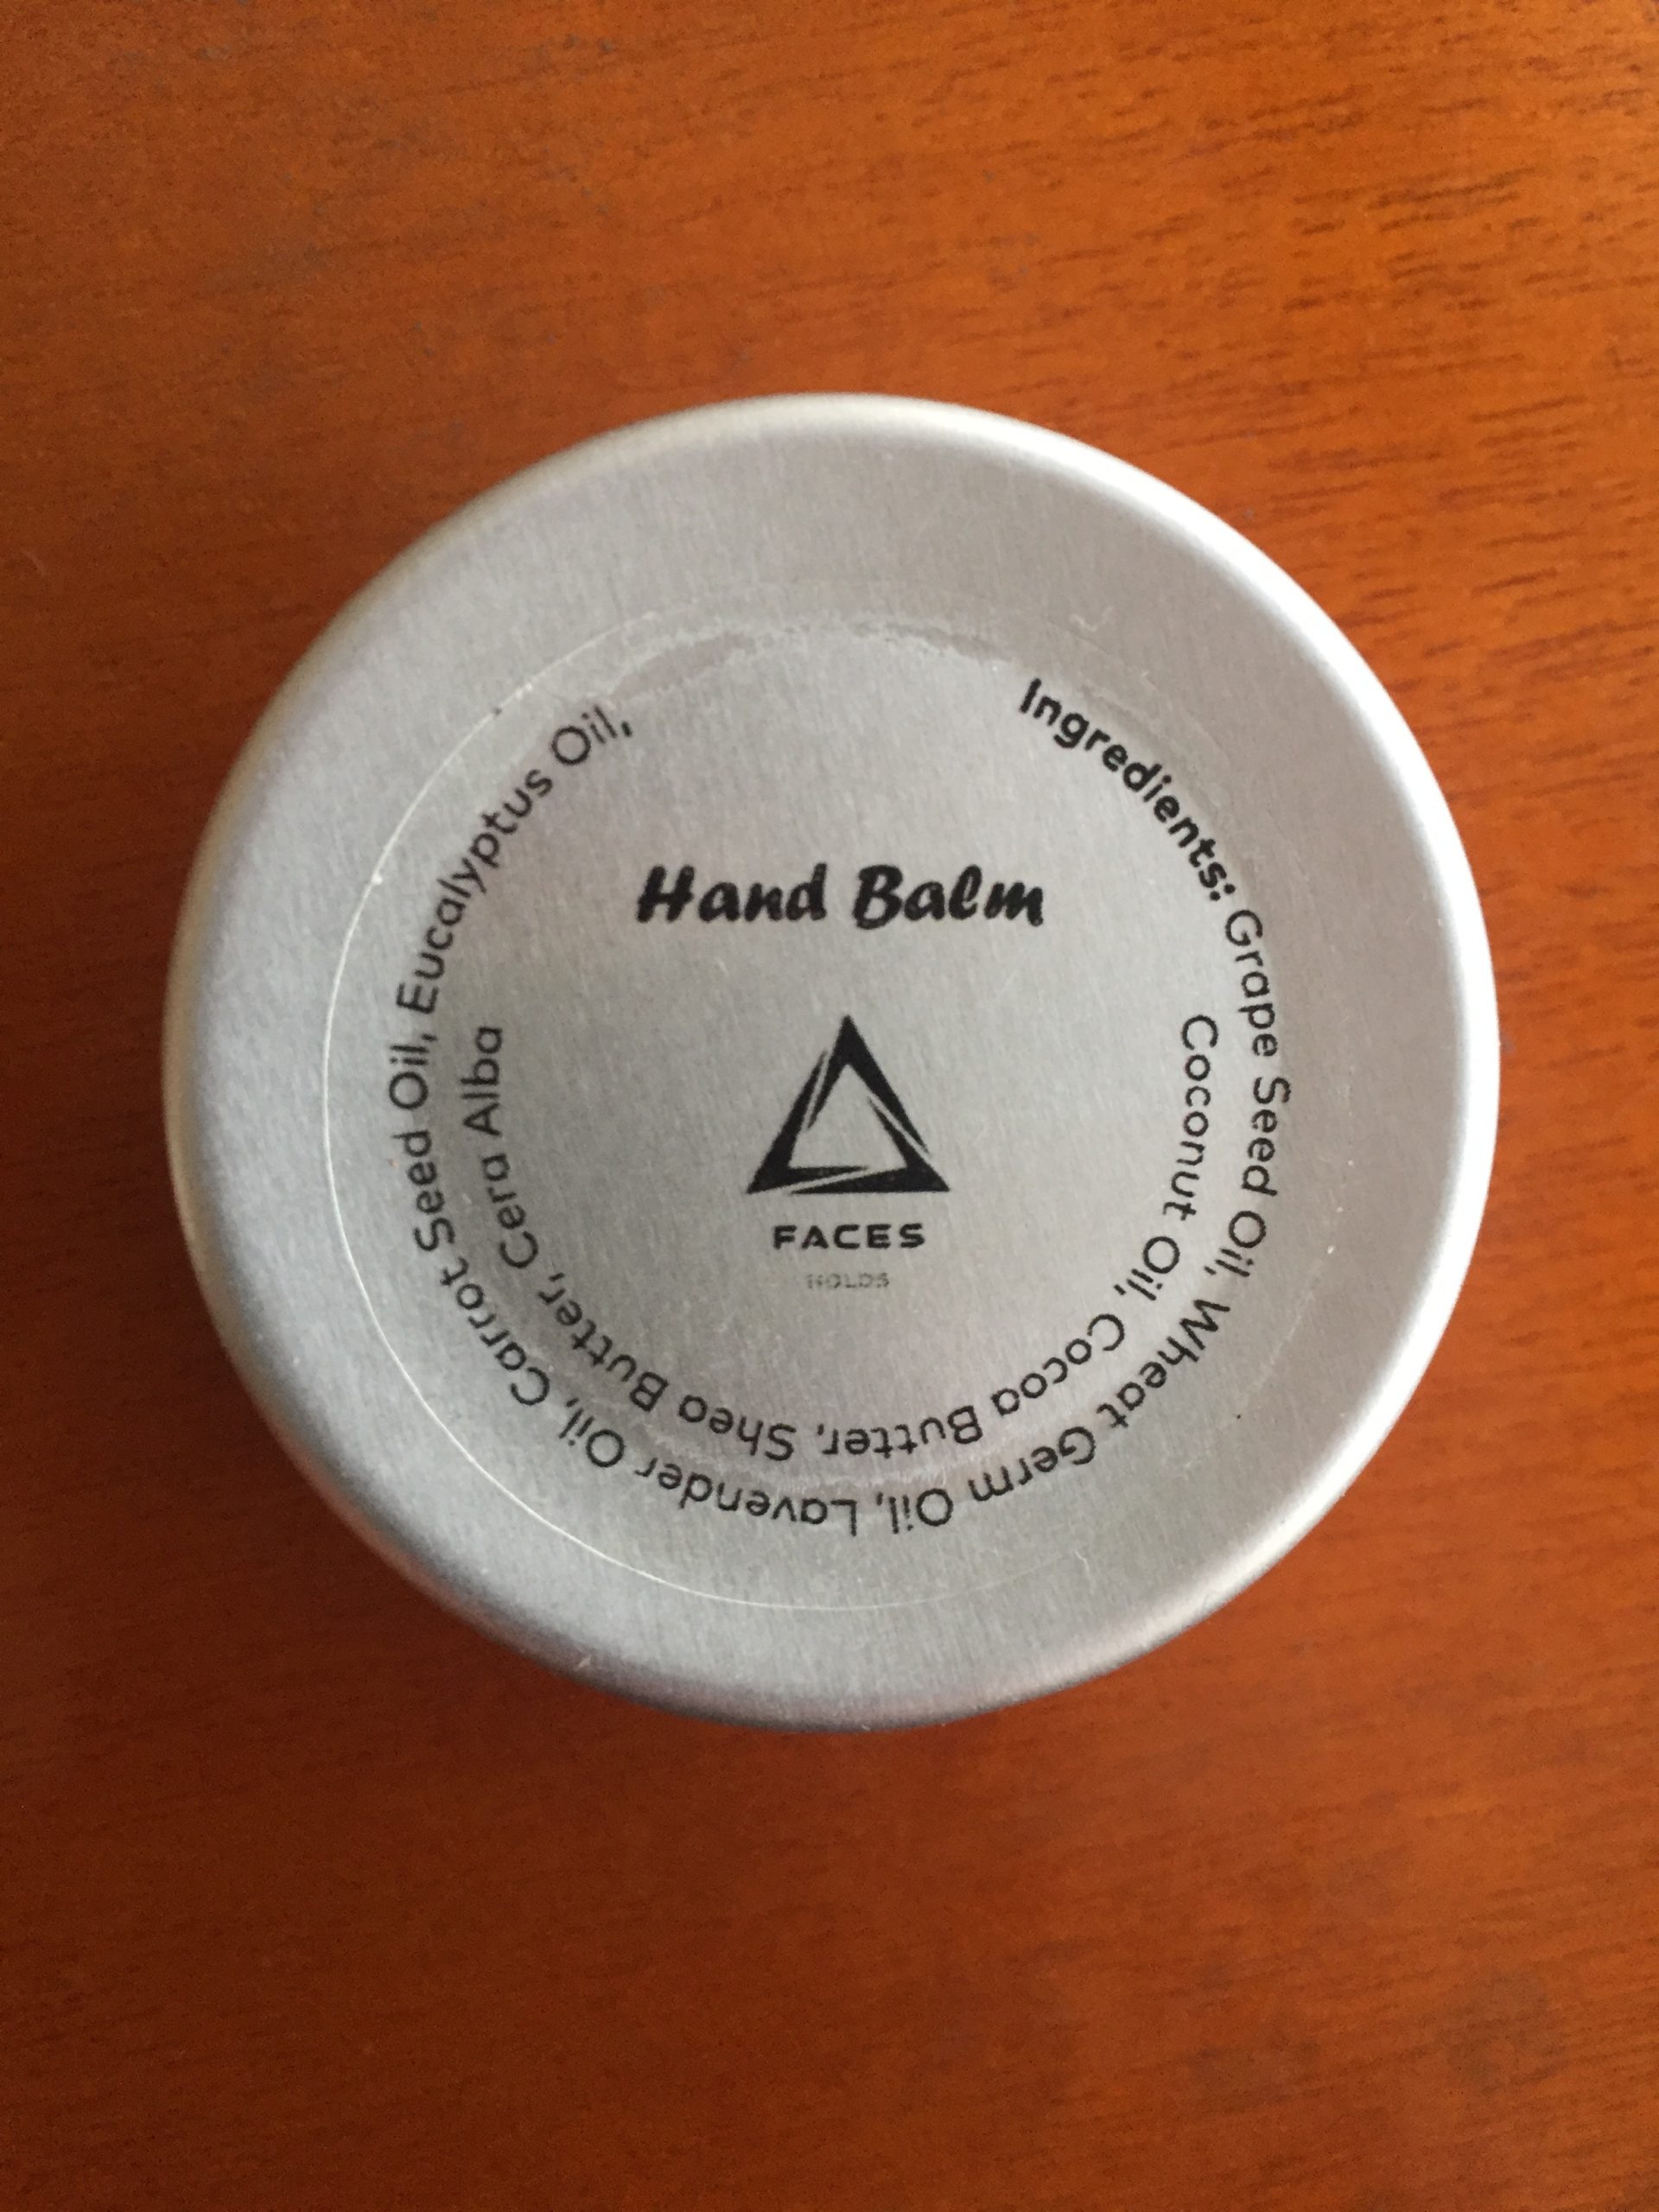 Hand Balm
FACES
HOLDS
Ingredients: Grape Seed Oil, Wheat Germ Oil, Lavender Oil, Carrot Seed Oil, Eucalyptus Oil,
Coconut Oil, Cocoa Butter, Shea Butter, Cera Alba